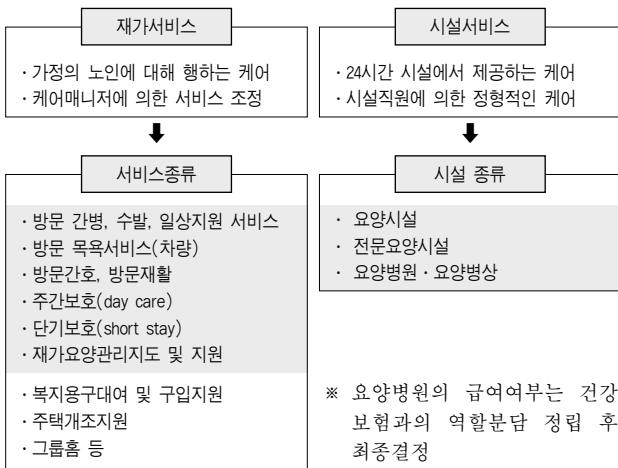 재가서비스
· 가정의 노인에 대해 행하는 케어
· 케어매니저에 의한 서비스 조정
서비스종류
· 방문 간병, 수발, 일상지원 서비스
· 방문 목욕서비스(차량)
· 방문간호, 방문재활
· 주간보호(day care)
· 단기보호(short stay)
· 재가요양관리지도 및 지원
· 복지용구대여 및 구입지원
· 주택개조지원
· 그룹홈 등
시설서비스
· 24시간 시설에서 제공하는 케어
· 시설직원에 의한 정형적인 케어
시설 종류
· 요양시설
· 전문요양시설
· 요양병원 · 요양병상
※ 요양병원의 급여여부는 건강
보험과의 역할분담 정립 후
최종결정